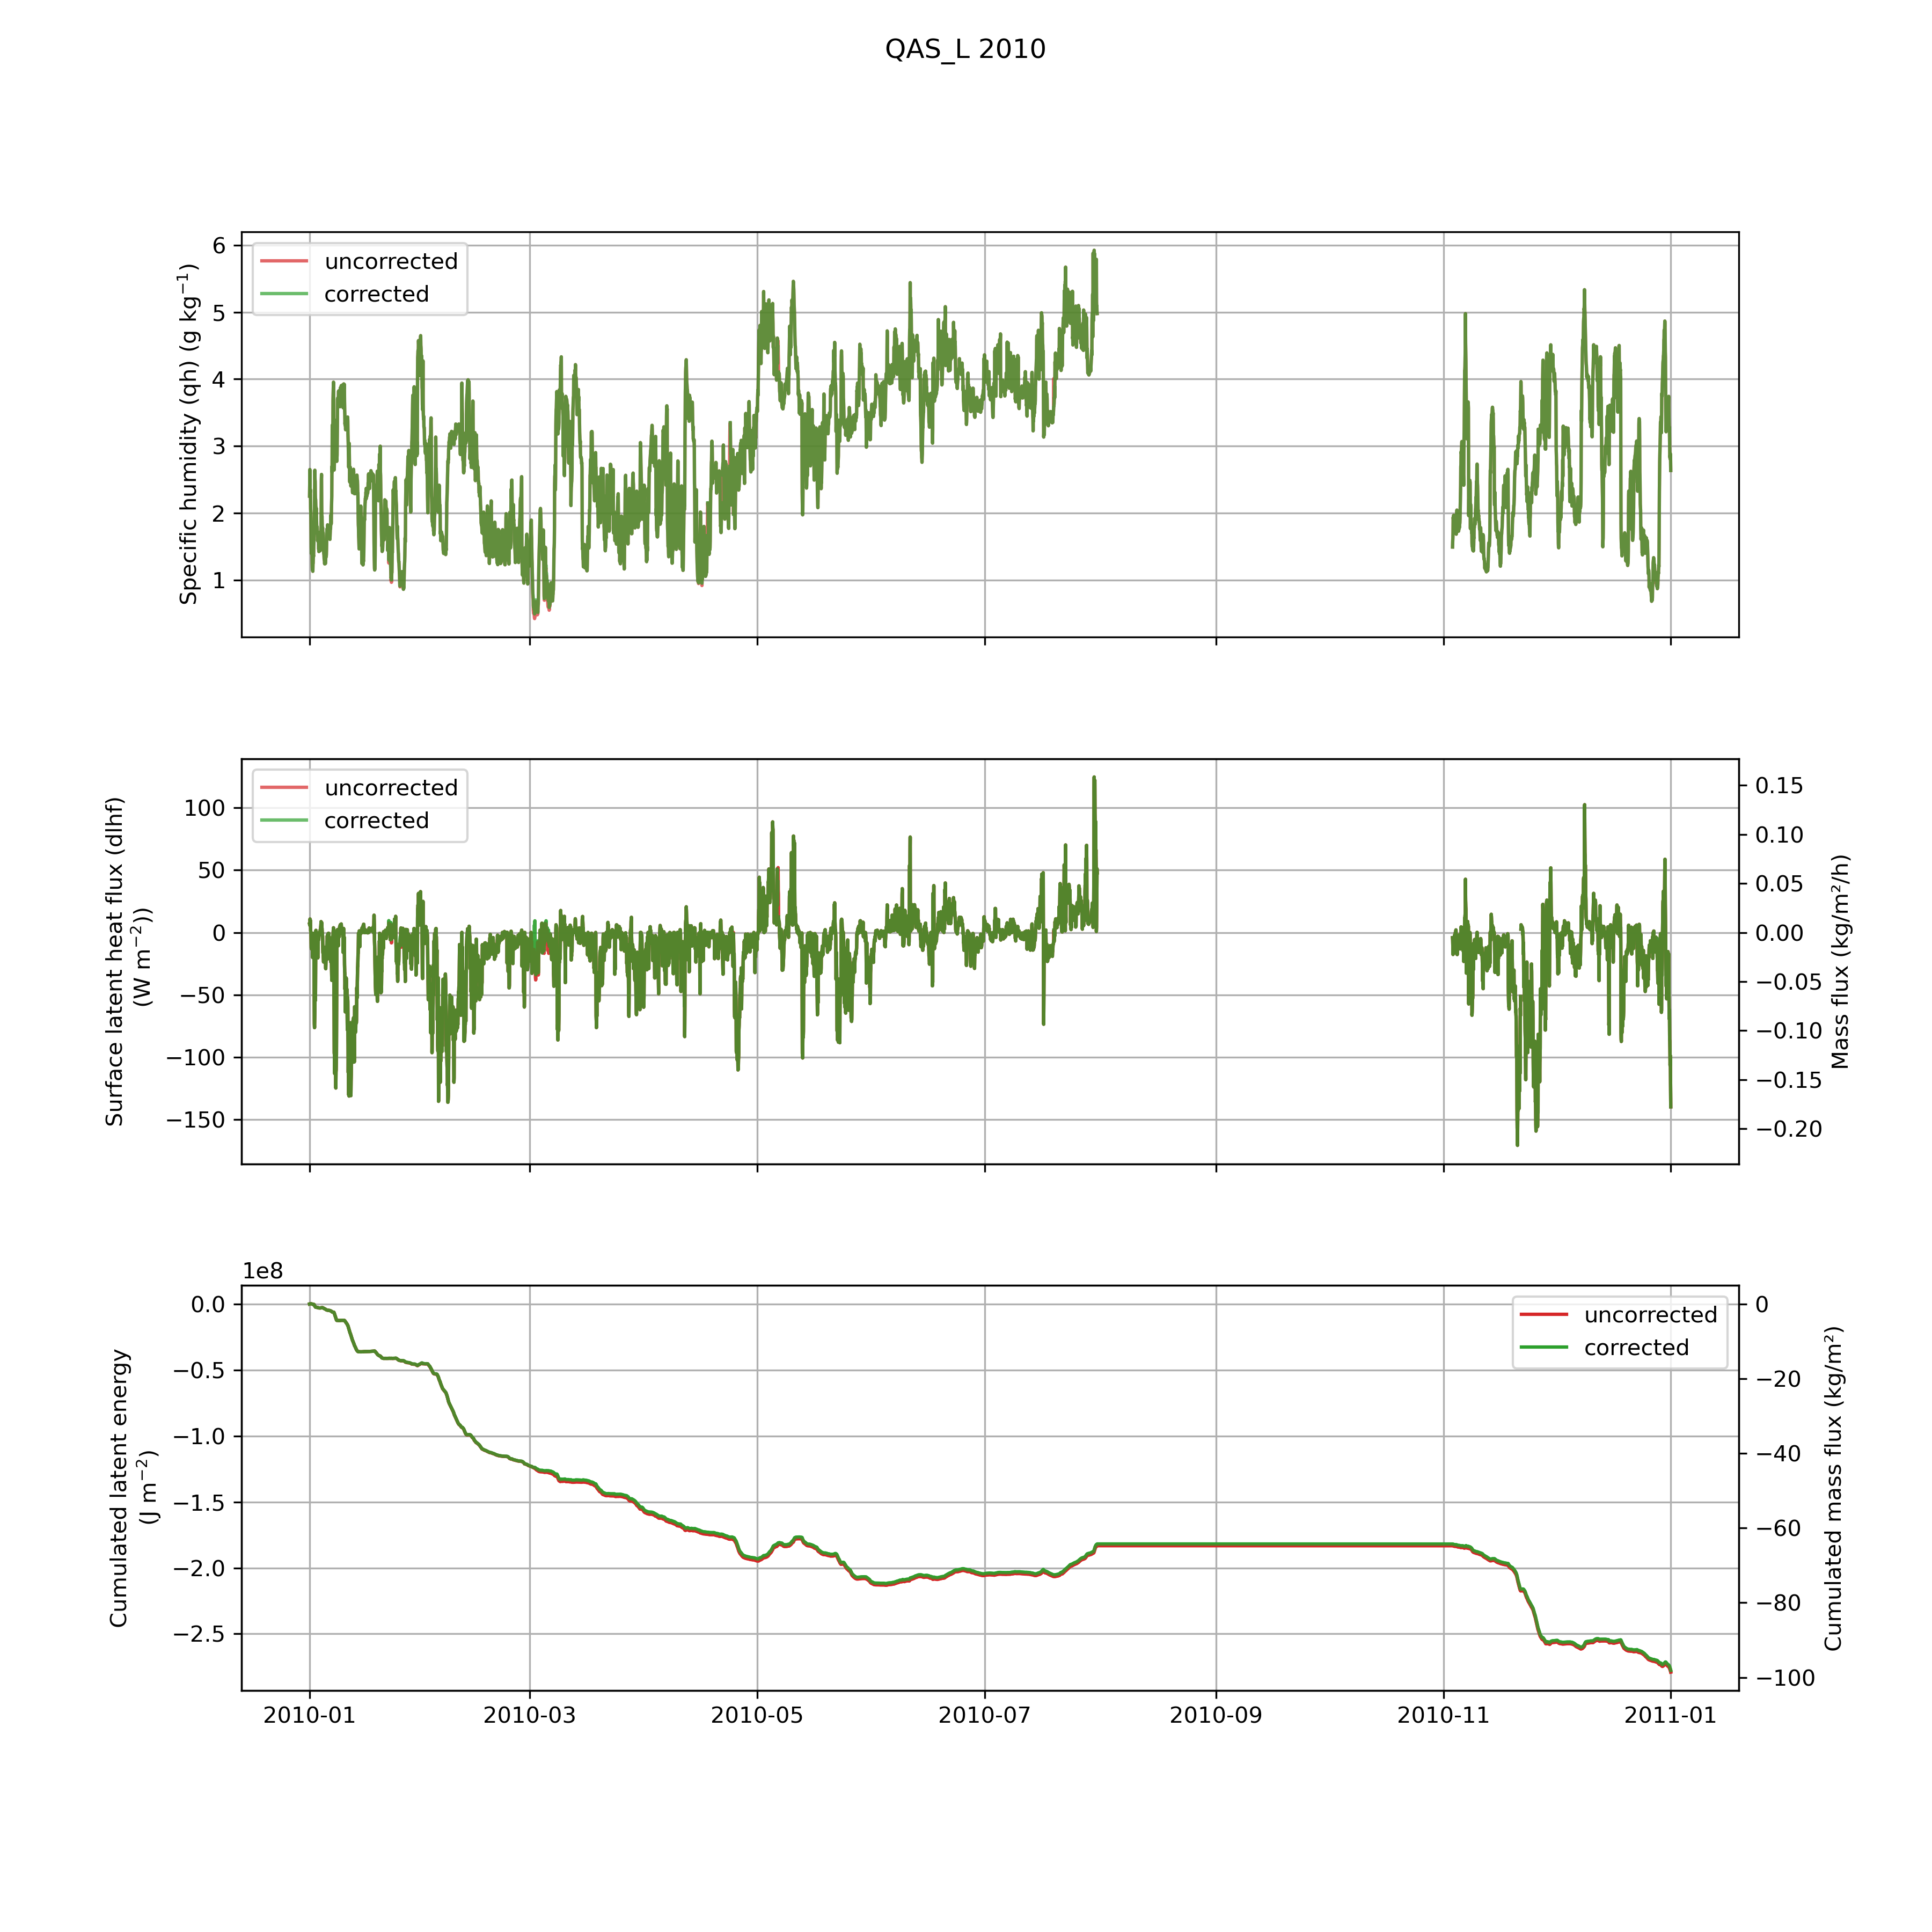 QAS_L 2010
Specific humidity (qh) (g kg⁻¹)
6
5
4
3
2
1
uncorrected
corrected
Surface latent heat flux (dlhf)
(W m⁻²))
100
50
0
−50
−100
−150
uncorrected
corrected
0.15
0.10
0.05
0.00
−0.05
−0.10
−0.15
−0.20
Mass flux (kg/m²/h)
1e8
Cumulated latent energy
(J m⁻²)
0.0
−0.5
−1.0
−1.5
−2.0
−2.5
uncorrected
corrected
0
−20
−40
−60
−80
−100
Cumulated mass flux (kg/m²)
2010-01 2010-03 2010-05 2010-07 2010-09 2010-11 2011-01